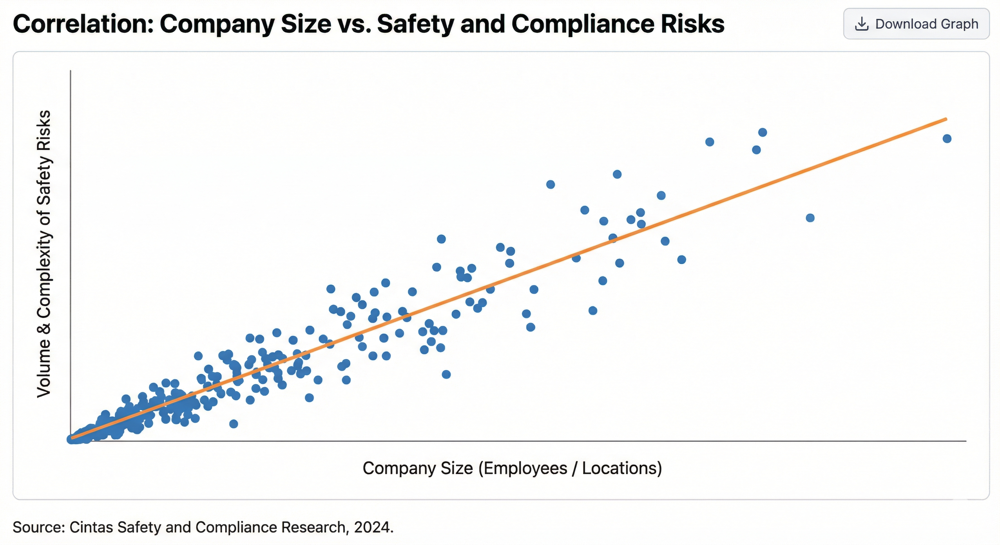 Correlation: Company Size vs. Safety and Compliance Risks
Download Graph
Volume & Complexity of Safety Risks
Company Size (Employees / Locations)
Source: Cintas Safety and Compliance Research, 2024.